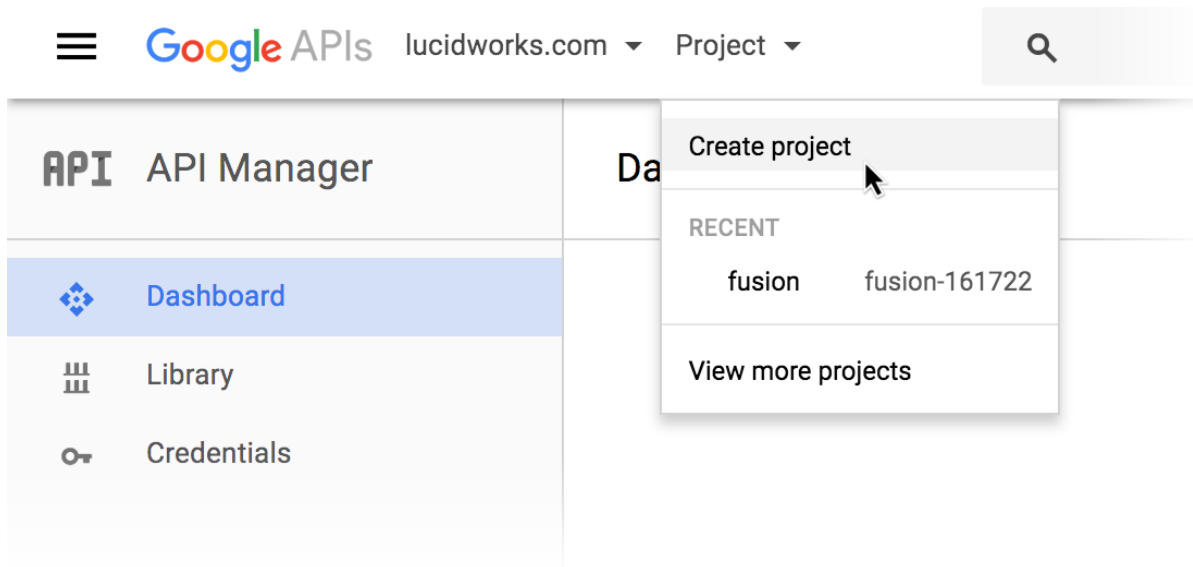 Google APIs lucidworks.com Project
API API Manager
Da
Create project
RECENT
fusion fusion-161722
View more projects
Dashboard
Library
Credentials